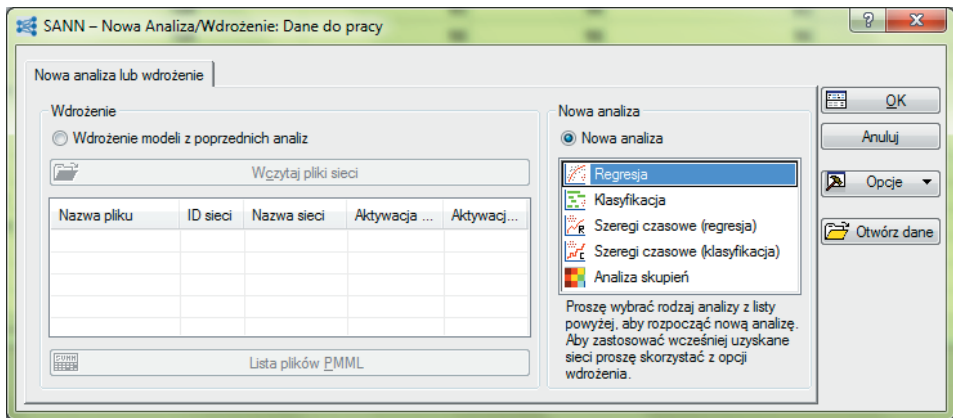 SANN – Nowa Analiza/Wdrożenie: Dane do pracy
Nowa analiza lub wdrożenie
Wdrożenie
Wdrożenie modeli z poprzednich analiz
Wczytaj pliki sieci
Nazwa pliku ID sieci Nazwa sieci Aktywacja ... Aktywacj...
Lista plików PMML
Nowa analiza
Nowa analiza
Regresja
Klasyfikacja
Szeregi czasowe (regresja)
Szeregi czasowe (klasyfikacja)
Analiza skupień
Proszę wybrać rodzaj analizy z listy
powyżej, aby rozpocząć nową analizę.
Aby zastosować wcześniej uzyskane
sieci proszę skorzystać z opcji
wdrożenia.
OK
Anuluj
Opcje
Otwórz dane